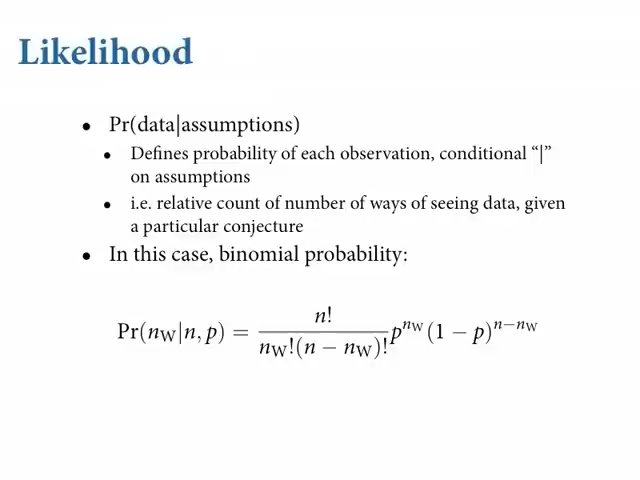 Likelihood
• Pr(data|assumptions)
• Defines probability of each observation, conditional “|”
on assumptions
• i.e. relative count of number of ways of seeing data, given
a particular conjecture
• In this case, binomial probability:
Pr(n_W|n, p) = n! / (n_W!(n − n_W)!) p^{n_W} (1 − p)^{n−n_W}